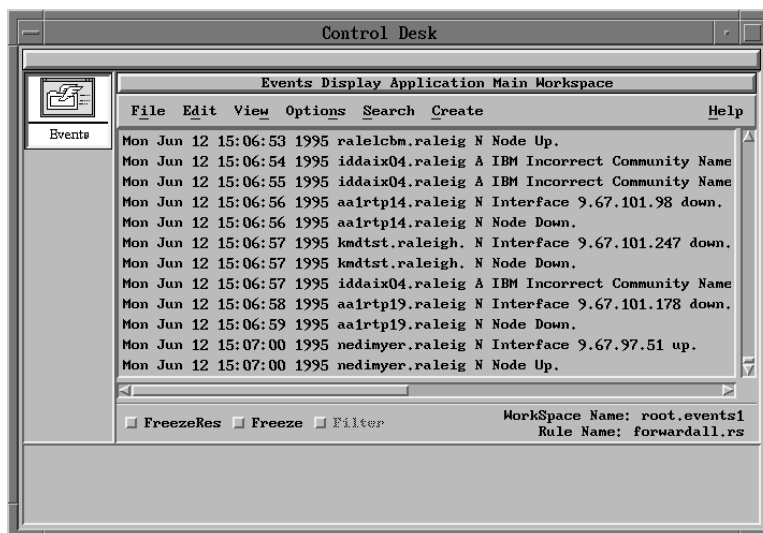 Control Desk
Events Display Application Main Workspace
File Edit View Options Search Create Help
Events
Mon Jun 12 15:06:53 1995 ralelcbm.raleig N Node Up.
Mon Jun 12 15:06:54 1995 iddaix04.raleig A IBM Incorrect Community Name
Mon Jun 12 15:06:55 1995 iddaix04.raleig A IBM Incorrect Community Name
Mon Jun 12 15:06:56 1995 aa1rtp14.raleig N Interface 9.67.101.98 down.
Mon Jun 12 15:06:56 1995 aa1rtp14.raleig N Node Down.
Mon Jun 12 15:06:57 1995 kmdtst.raleigh. N Interface 9.67.101.247 down.
Mon Jun 12 15:06:57 1995 kmdtst.raleigh. N Node Down.
Mon Jun 12 15:06:57 1995 iddaix04.raleig A IBM Incorrect Community Name
Mon Jun 12 15:06:58 1995 aa1rtp19.raleig N Interface 9.67.101.178 down.
Mon Jun 12 15:06:59 1995 aa1rtp19.raleig N Node Down.
Mon Jun 12 15:07:00 1995 nedimyer.raleig N Interface 9.67.97.51 up.
Mon Jun 12 15:07:00 1995 nedimyer.raleig N Node Up.
FreezeRes Freeze Filter
WorkSpace Name: root.events1
Rule Name: forwardall.rs